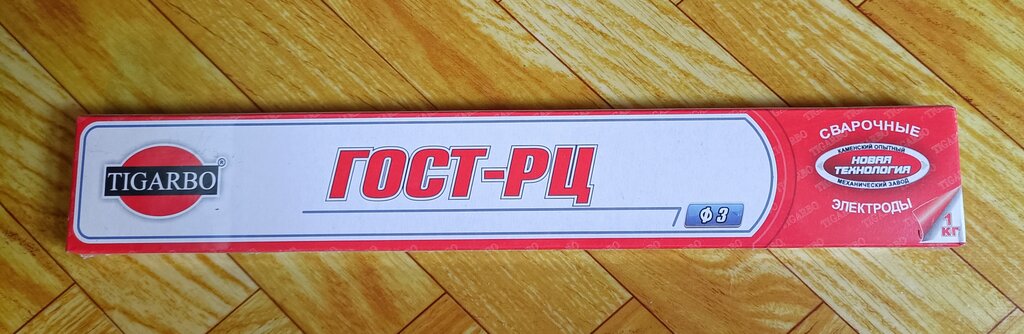 TIGARBO®
ГОСТ-РЦ
Ф 3
СВАРОЧНЫЕ
КАМЕНСКИЙ ОПЫТНЫЙ
НОВАЯ
ТЕХНОЛОГИЯ
МЕХАНИЧЕСКИЙ ЗАВОД
ЭЛЕКТРОДЫ
1
КГ